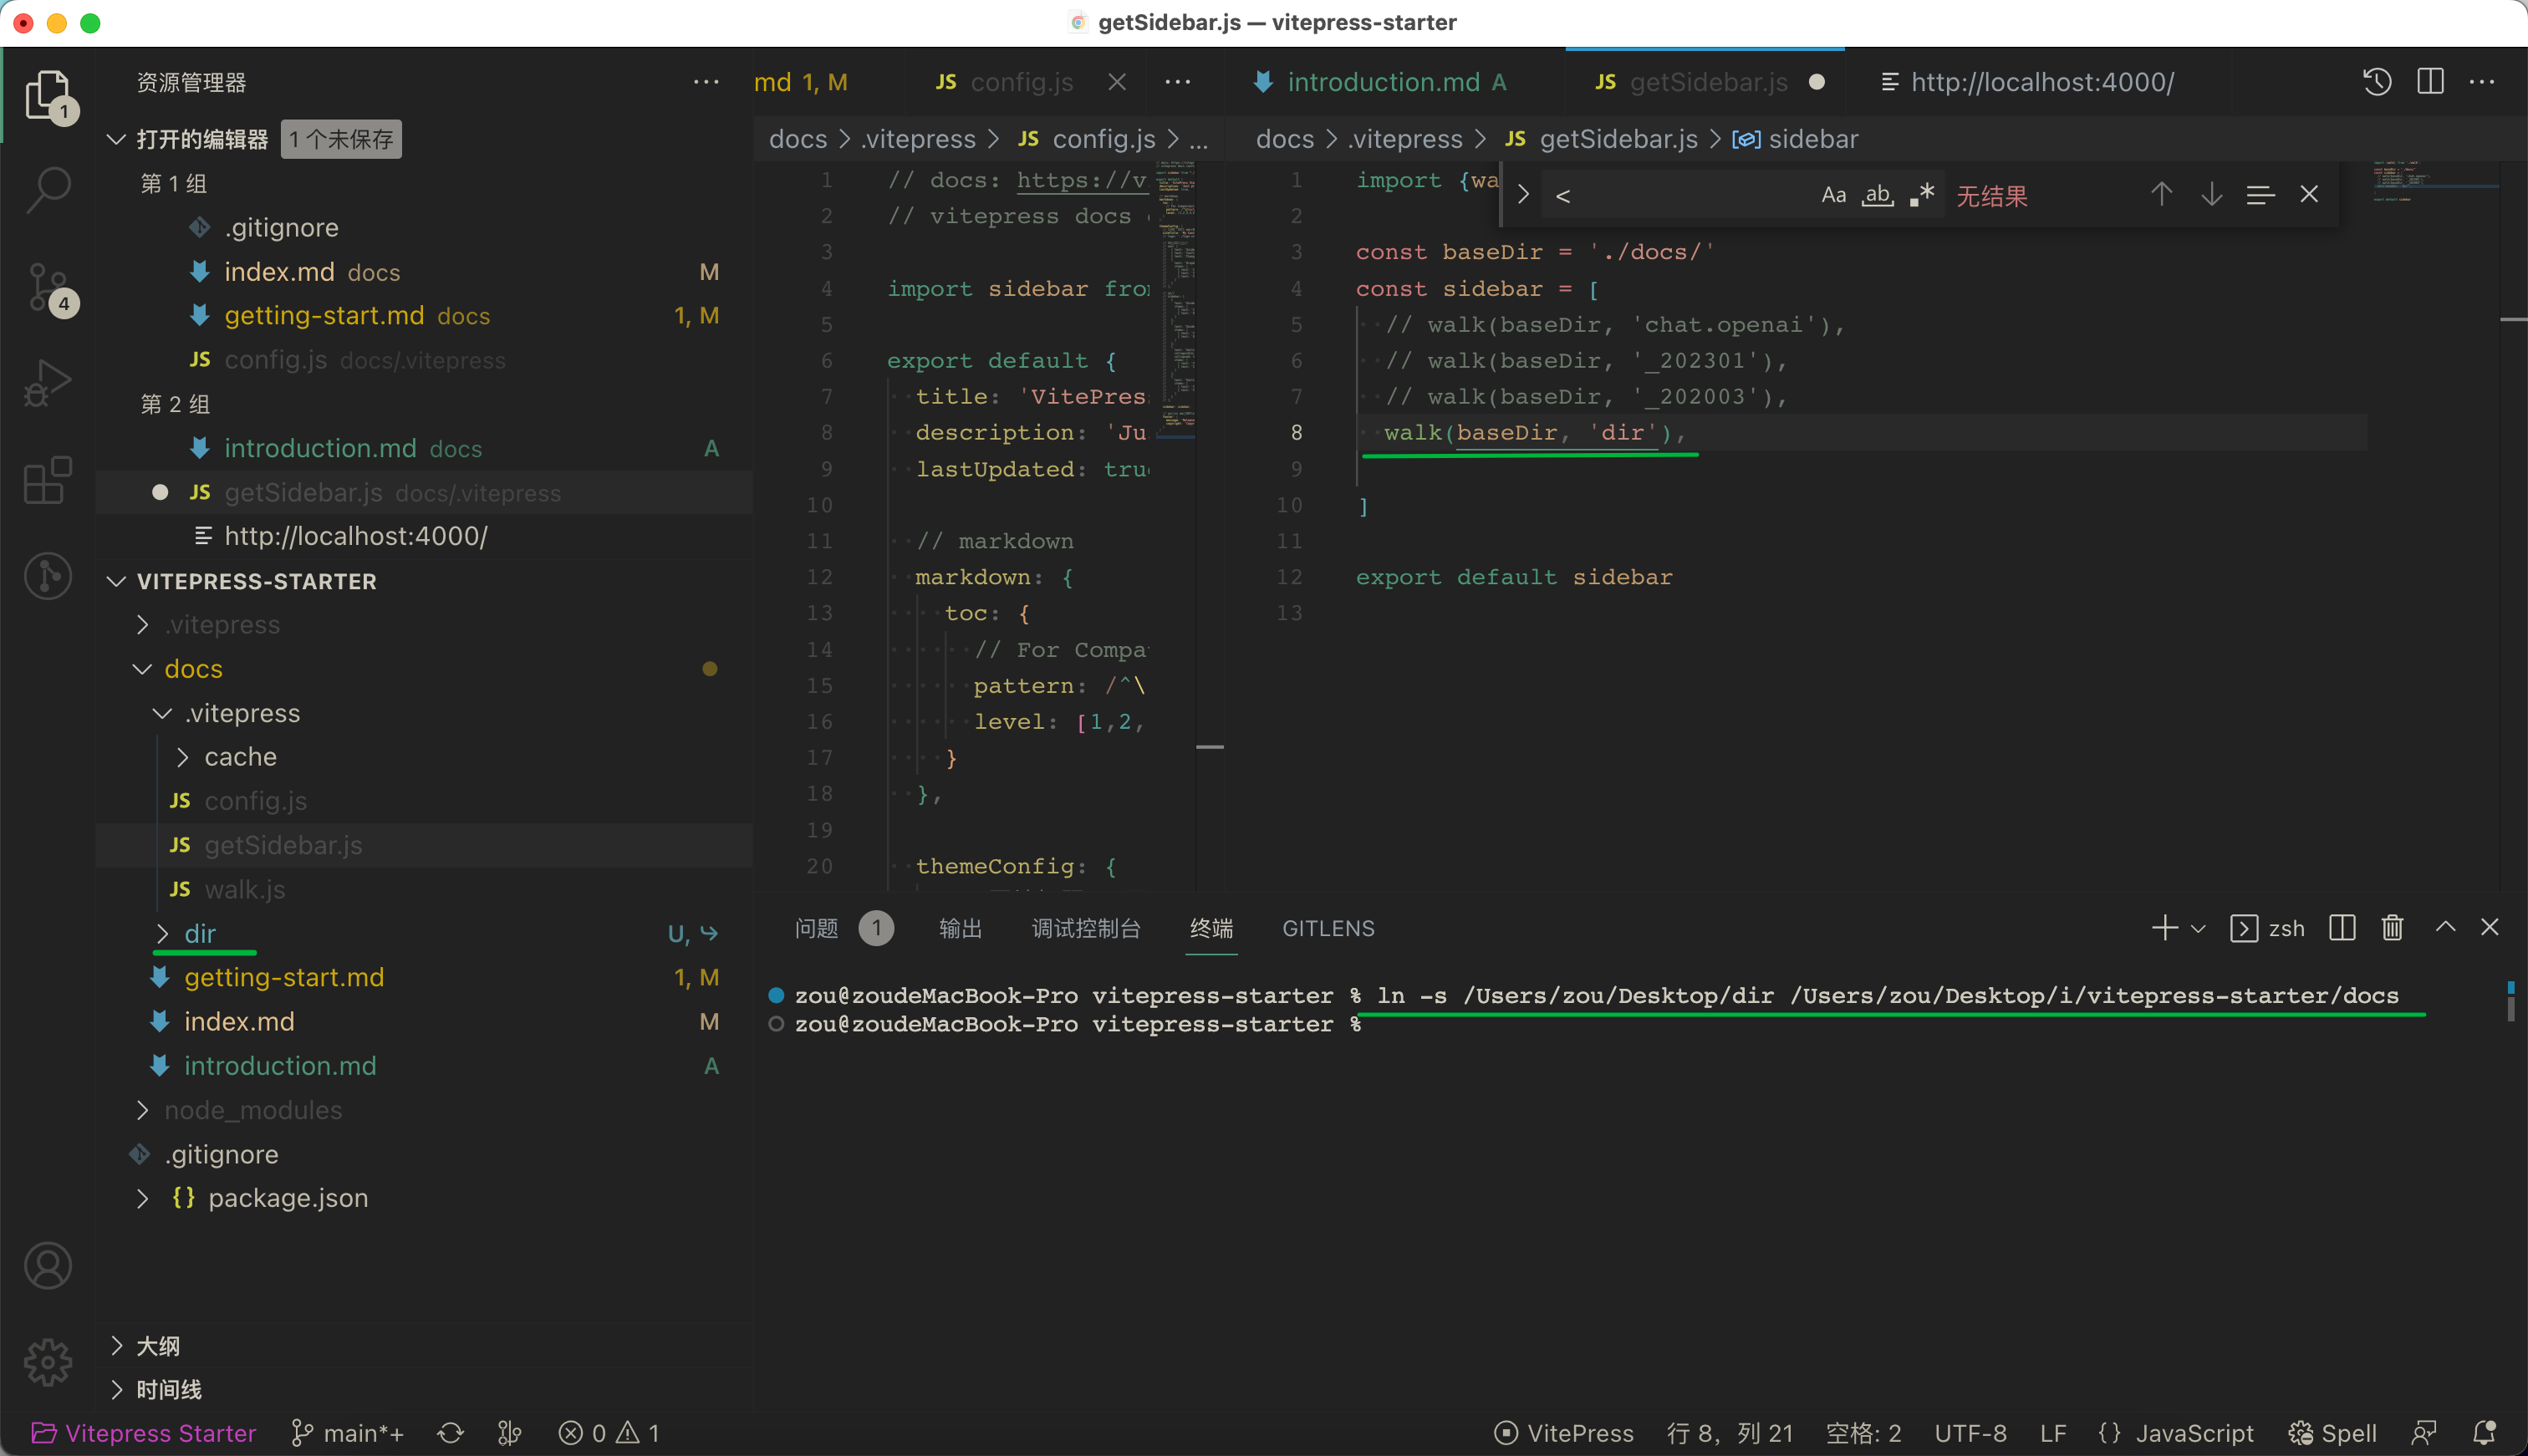 getSidebar.js — vitepress-starter
资源管理器
打开的编辑器 1 个未保存
第 1 组
.gitignore
index.md docs M
getting-start.md docs 1, M
JS config.js docs/.vitepress
第 2 组
introduction.md docs A
JS getSidebar.js docs/.vitepress
http://localhost:4000/
VITEPRESS-STARTER
.vitepress
docs
.vitepress
cache
JS config.js
JS getSidebar.js
JS walk.js
dir U,
getting-start.md 1, M
index.md M
introduction.md A
node_modules
.gitignore
{} package.json
大纲
时间线
1
4
md 1, M JS config.js
docs > .vitepress > JS config.js > ...
1 // docs: https://v
2 // vitepress docs
3
4 import sidebar fro
5
6 export default {
7 title: 'VitePres
8 description: 'Ju
9 lastUpdated: tru
10
11 // markdown
12 markdown: {
13 toc: {
14 // For Compa
15 pattern: /^\
16 level: [1,2,
17 }
18 },
19
20 themeConfig: {
introduction.md A JS getSidebar.js http://localhost:4000/
docs > .vitepress > JS getSidebar.js > sidebar
< Aa ab .* 无结果
1 import {wa
2
3 const baseDir = './docs/'
4 const sidebar = [
5 // walk(baseDir, 'chat.openai'),
6 // walk(baseDir, '_202301'),
7 // walk(baseDir, '_202003'),
8 walk(baseDir, 'dir'),
9
10 ]
11
12 export default sidebar
13
问题 1 输出 调试控制台 终端 GITLENS zsh
zou@zoudeMacBook-Pro vitepress-starter % ln -s /Users/zou/Desktop/dir /Users/zou/Desktop/i/vitepress-starter/docs
zou@zoudeMacBook-Pro vitepress-starter %
Vitepress Starter main*+ 0 1 VitePress 行 8，列 21 空格: 2 UTF-8 LF {} JavaScript Spell